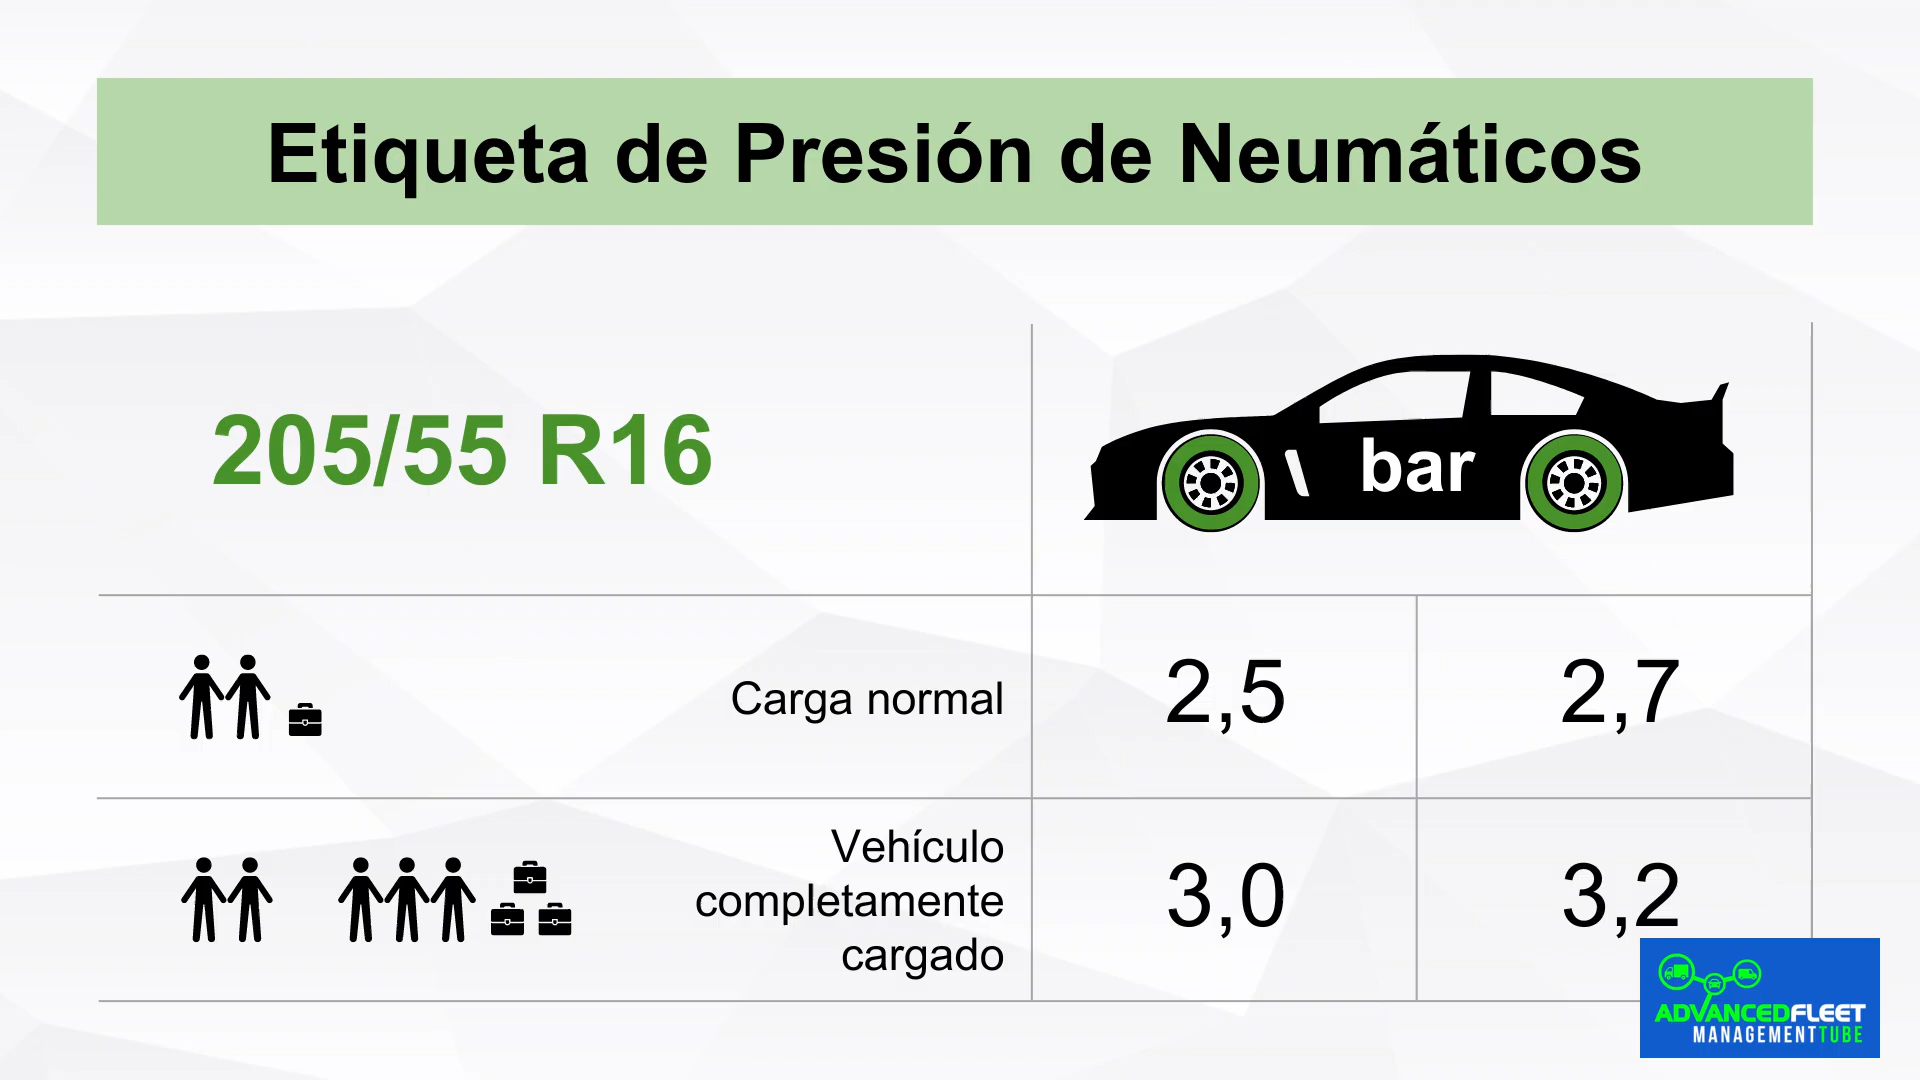 Etiqueta de Presión de Neumáticos
205/55 R16
bar
Carga normal
2,5
2,7
Vehículo
completamente
cargado
3,0
3,2
ADVANCEDFLEET
MANAGEMENTTUBE